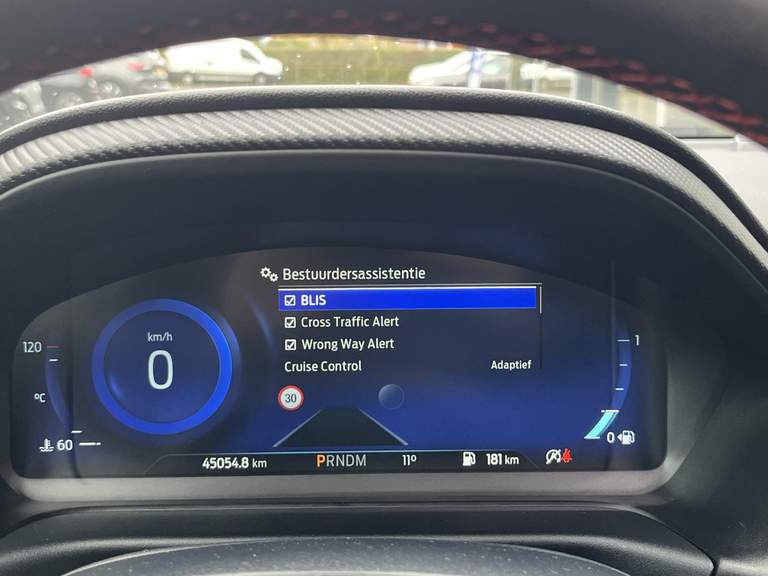 Bestuurdersassistentie
BLIS
Cross Traffic Alert
Wrong Way Alert
Cruise Control Adaptief
km/h
0
120
°C
60
30
1
0
45054.8 km PRNDM 11° 181 km